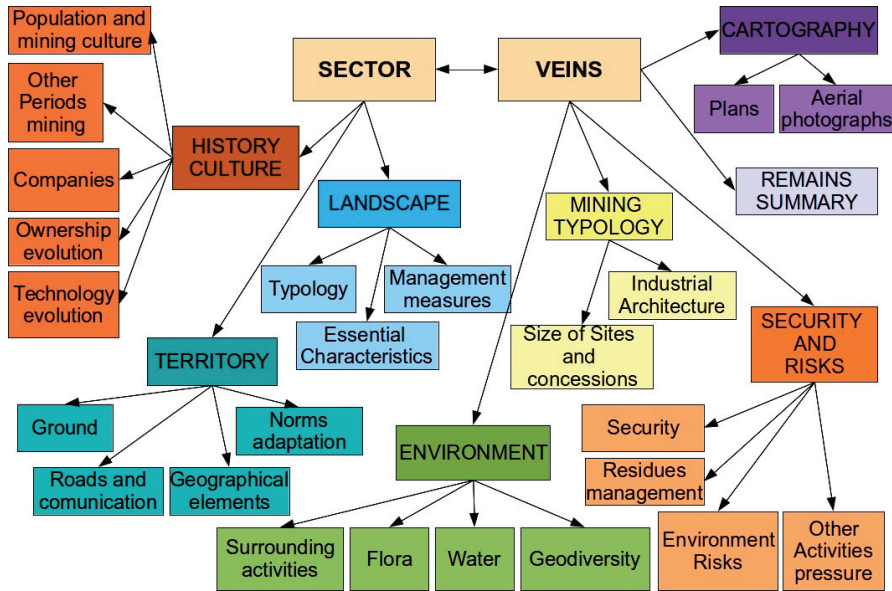 Population and
mining culture
Other
Periods
mining
Companies
Ownership
evolution
Technology
evolution
HISTORY
CULTURE
SECTOR
VEINS
CARTOGRAPHY
Plans
Aerial
photographs
REMAINS
SUMMARY
LANDSCAPE
Typology
Management
measures
Essential
Characteristics
MINING
TYPOLOGY
Industrial
Architecture
Size of Sites
and
concessions
SECURITY
AND
RISKS
Security
Residues
management
Environment
Risks
Other
Activities
pressure
TERRITORY
Ground
Norms
adaptation
Roads and
comunication
Geographical
elements
ENVIRONMENT
Surrounding
activities
Flora
Water
Geodiversity